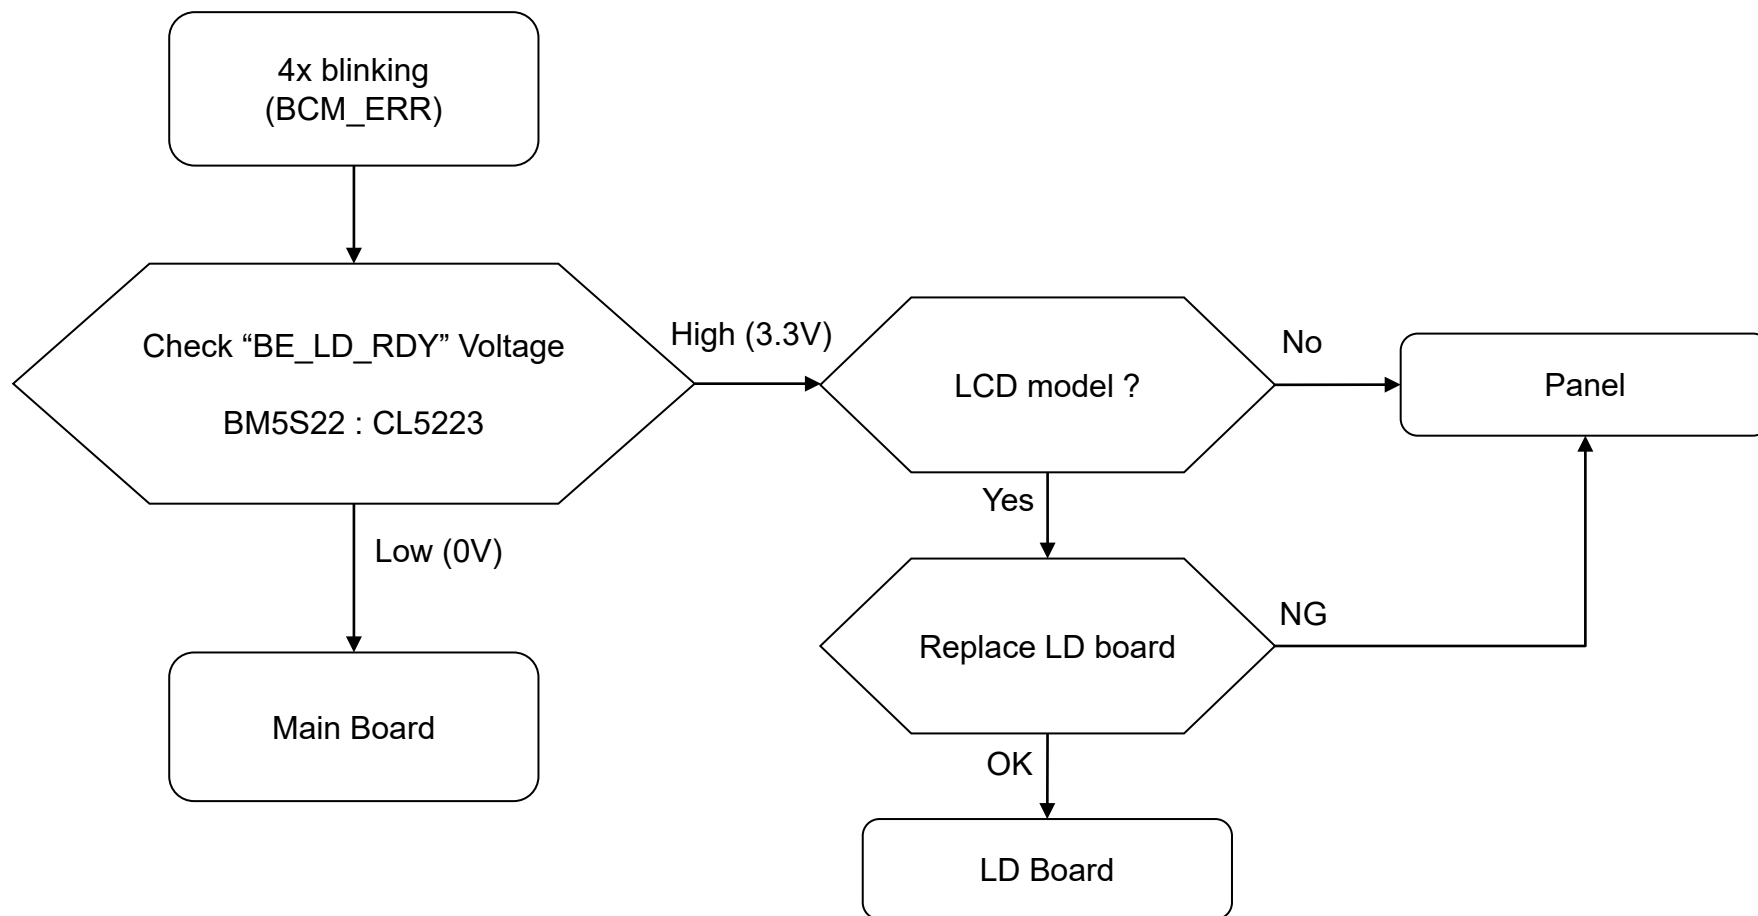 4x blinking
(BCM_ERR)
Check “BE_LD_RDY” Voltage
BM5S22 : CL5223
High (3.3V)
LCD model ?
No
Panel
Yes
Low (0V)
Replace LD board
NG
Main Board
OK
LD Board